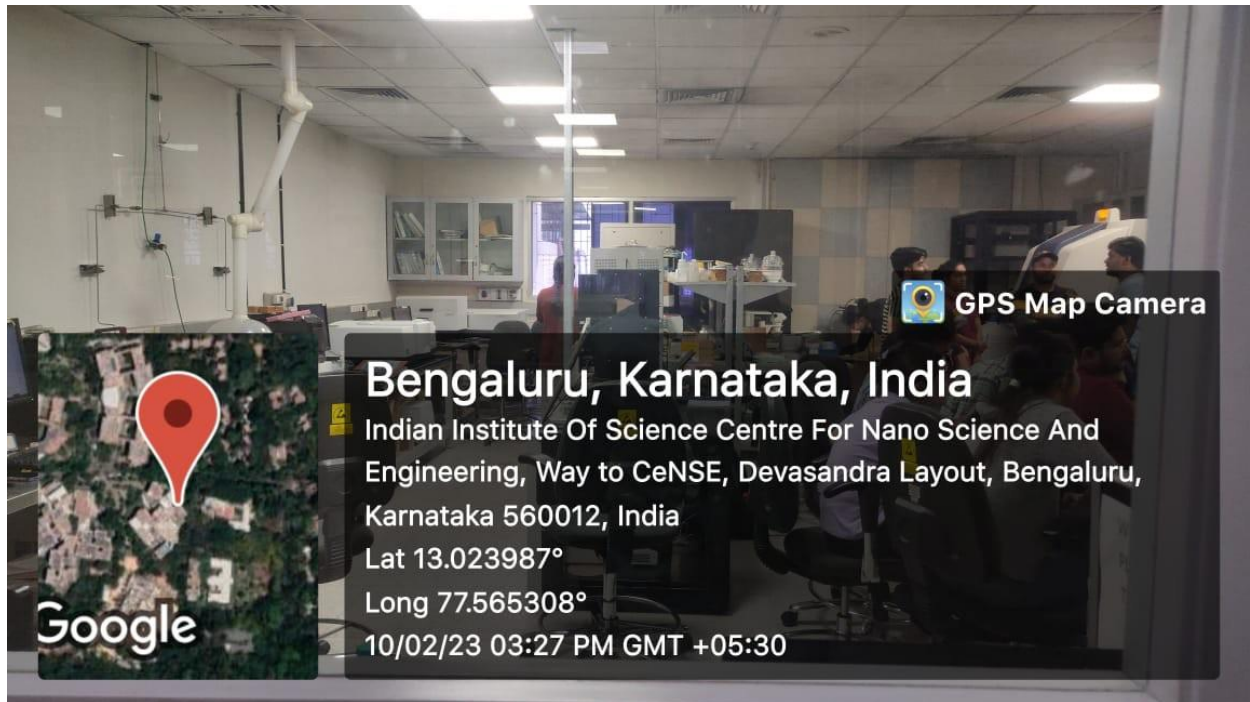 GPS Map Camera
Bengaluru, Karnataka, India
Indian Institute Of Science Centre For Nano Science And
Engineering, Way to CeNSE, Devasandra Layout, Bengaluru,
Karnataka 560012, India
Lat 13.023987°
Long 77.565308°
10/02/23 03:27 PM GMT +05:30
Google